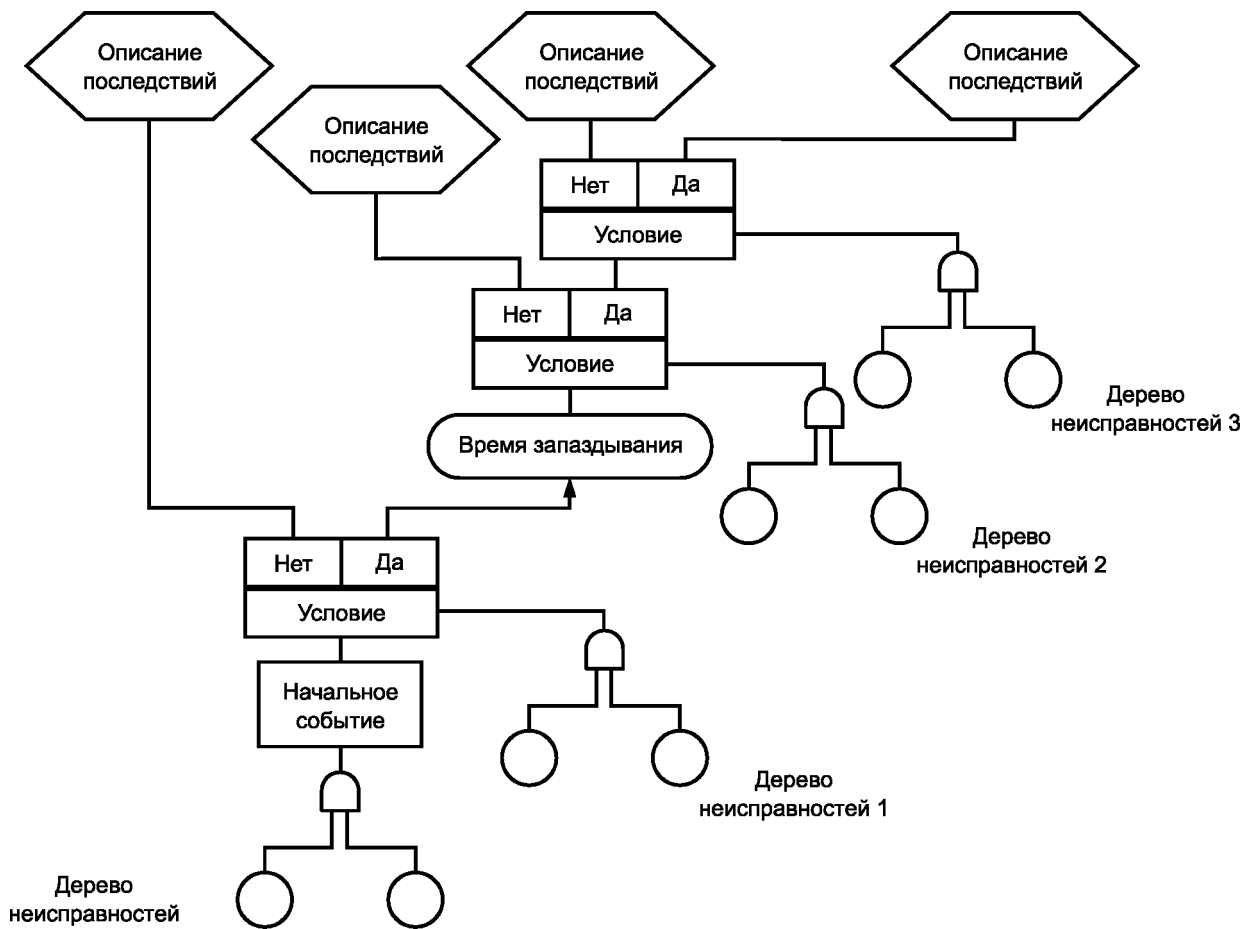 Описание
последствий
Описание
последствий
Описание
последствий
Описание
последствий
Нет
Да
Условие
Нет
Да
Условие
Дерево
неисправностей 3
Время запаздывания
Дерево
неисправностей 2
Нет
Да
Условие
Начальное
событие
Дерево
неисправностей 1
Дерево
неисправностей